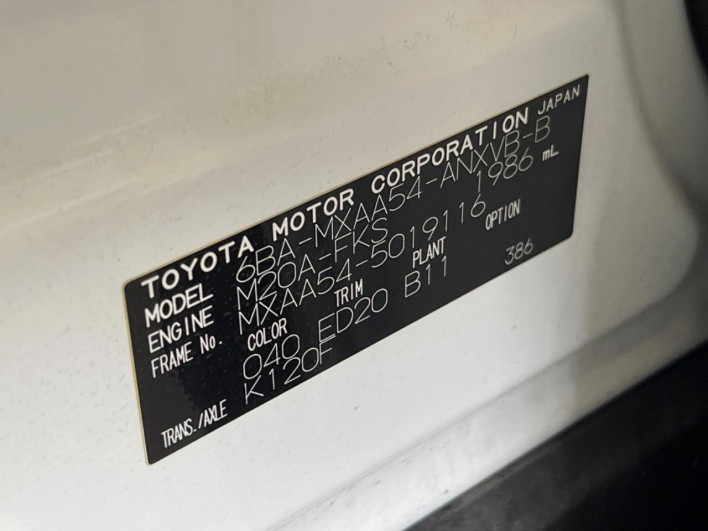 TOYOTA MOTOR CORPORATION JAPAN
MODEL 6BA-MXAA54-ANXVB-B
ENGINE M20A-FKS 1986 mL
FRAME No. MXAA54-5019116
COLOR TRIM PLANT OPTION
040 ED20 B11 386
TRANS./AXLE K120F